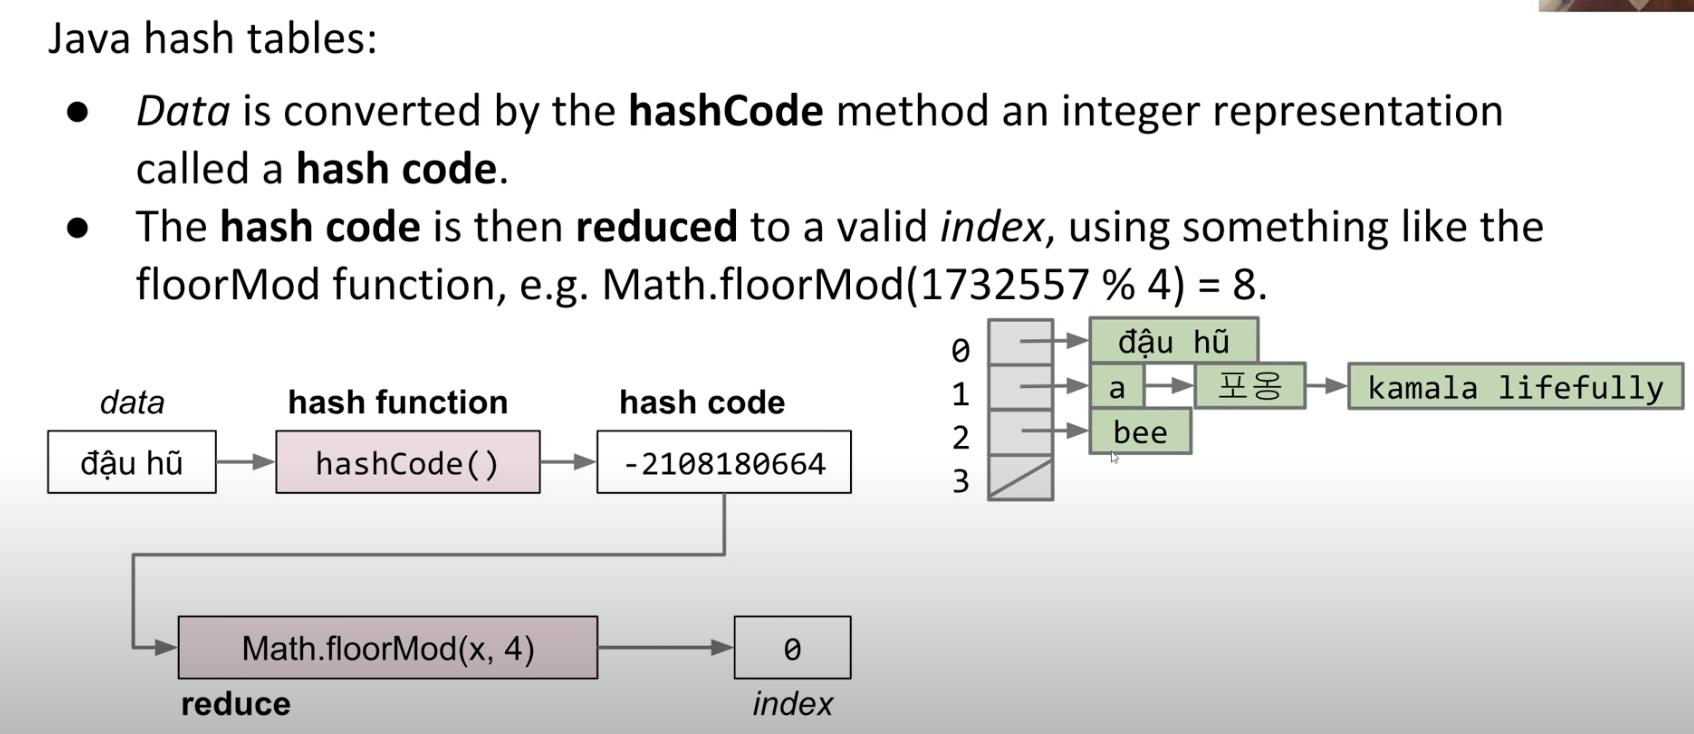 Java hash tables:
● Data is converted by the hashCode method an integer representation
called a hash code.
● The hash code is then reduced to a valid index, using something like the
floorMod function, e.g. Math.floorMod(1732557 % 4) = 8.
data
hash function
hash code
đậu hũ
hashCode()
-2108180664
Math.floorMod(x, 4)
0
reduce
index
0
đậu hũ
1
a
포옹
kamala lifefully
2
bee
3